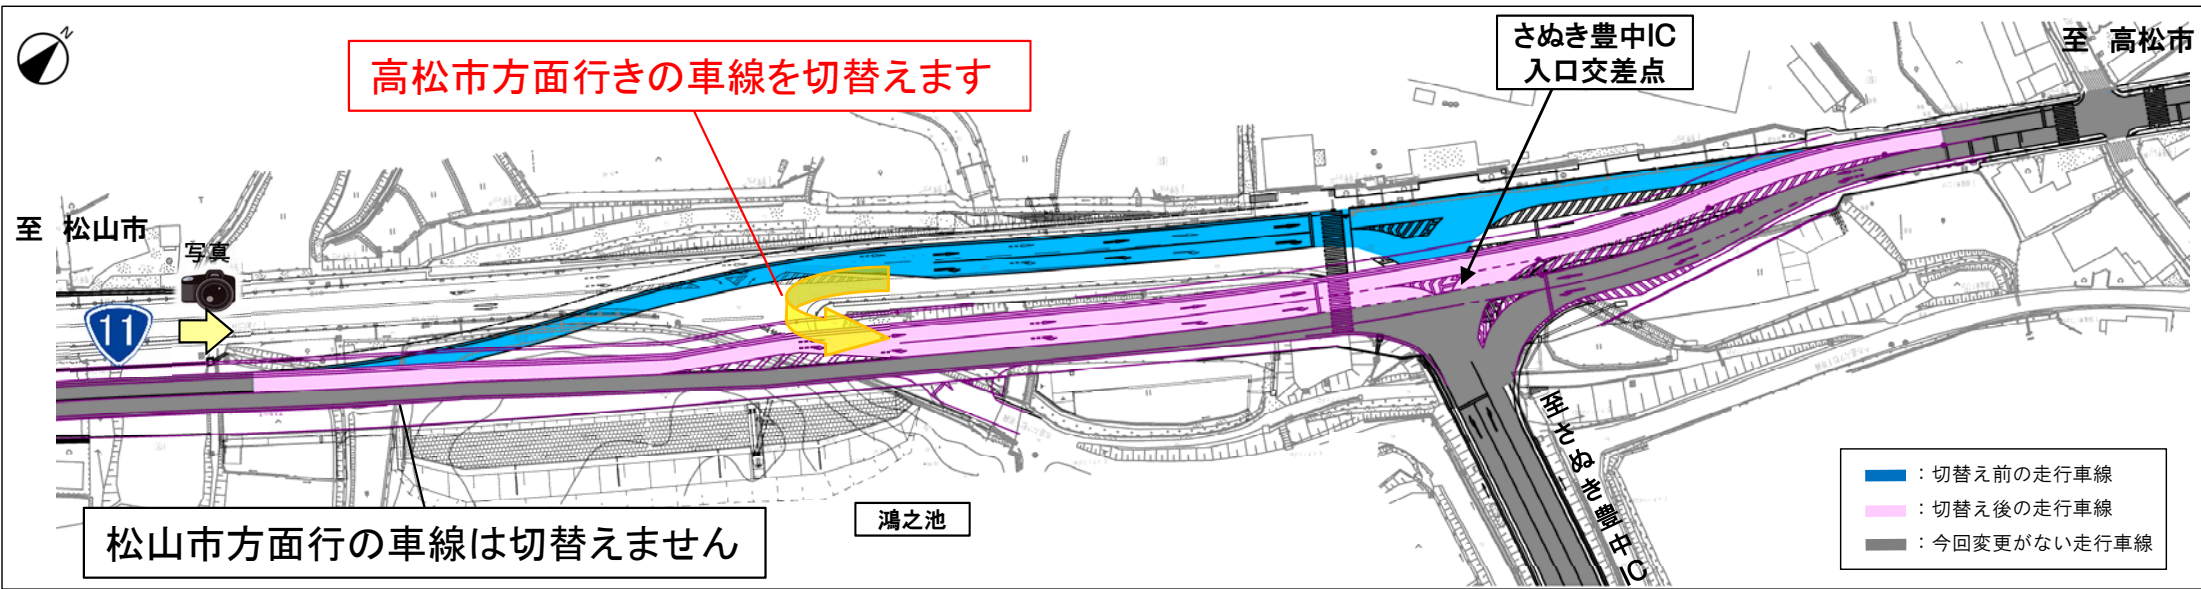 N
高松市方面行きの車線を切替えます
さぬき豊中IC
入口交差点
至 高松市
至 松山市
写真
11
松山市方面行の車線は切替えません
鴻之池
至さぬき豊中IC
：切替え前の走行車線
：切替え後の走行車線
：今回変更がない走行車線